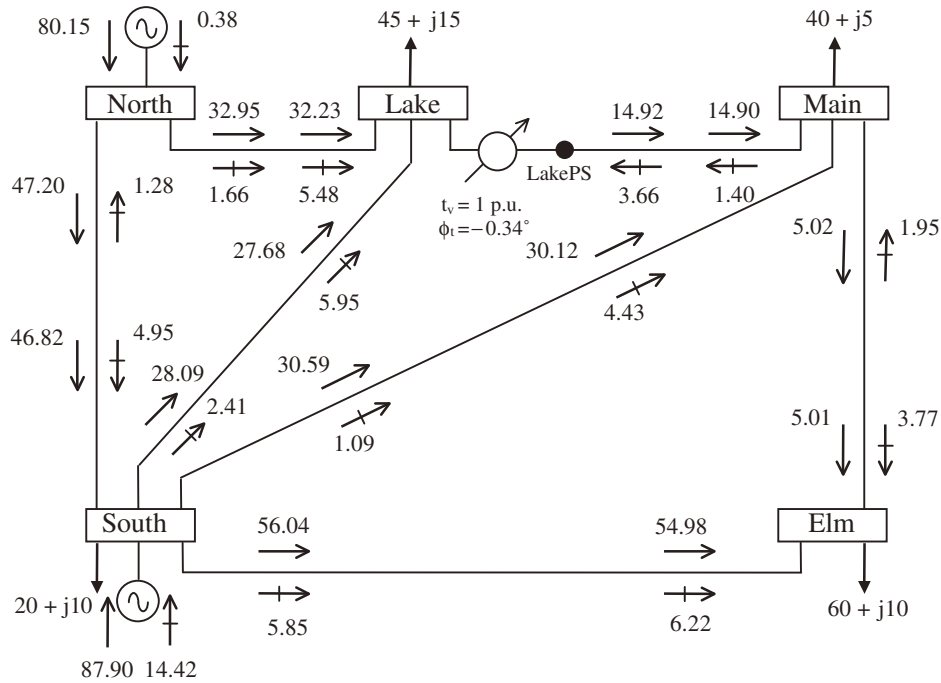 80.15
0.38
45 + j15
40 + j5
North
Lake
Main
32.95
32.23
14.92
14.90
LakePS
1.66
5.48
3.66
1.40
47.20
1.28
t_v = 1 p.u.
ϕ_t = −0.34°
27.68
30.12
5.02
1.95
5.95
4.43
46.82
4.95
28.09
30.59
2.41
1.09
5.01
3.77
South
Elm
56.04
54.98
20 + j10
60 + j10
5.85
6.22
87.90
14.42